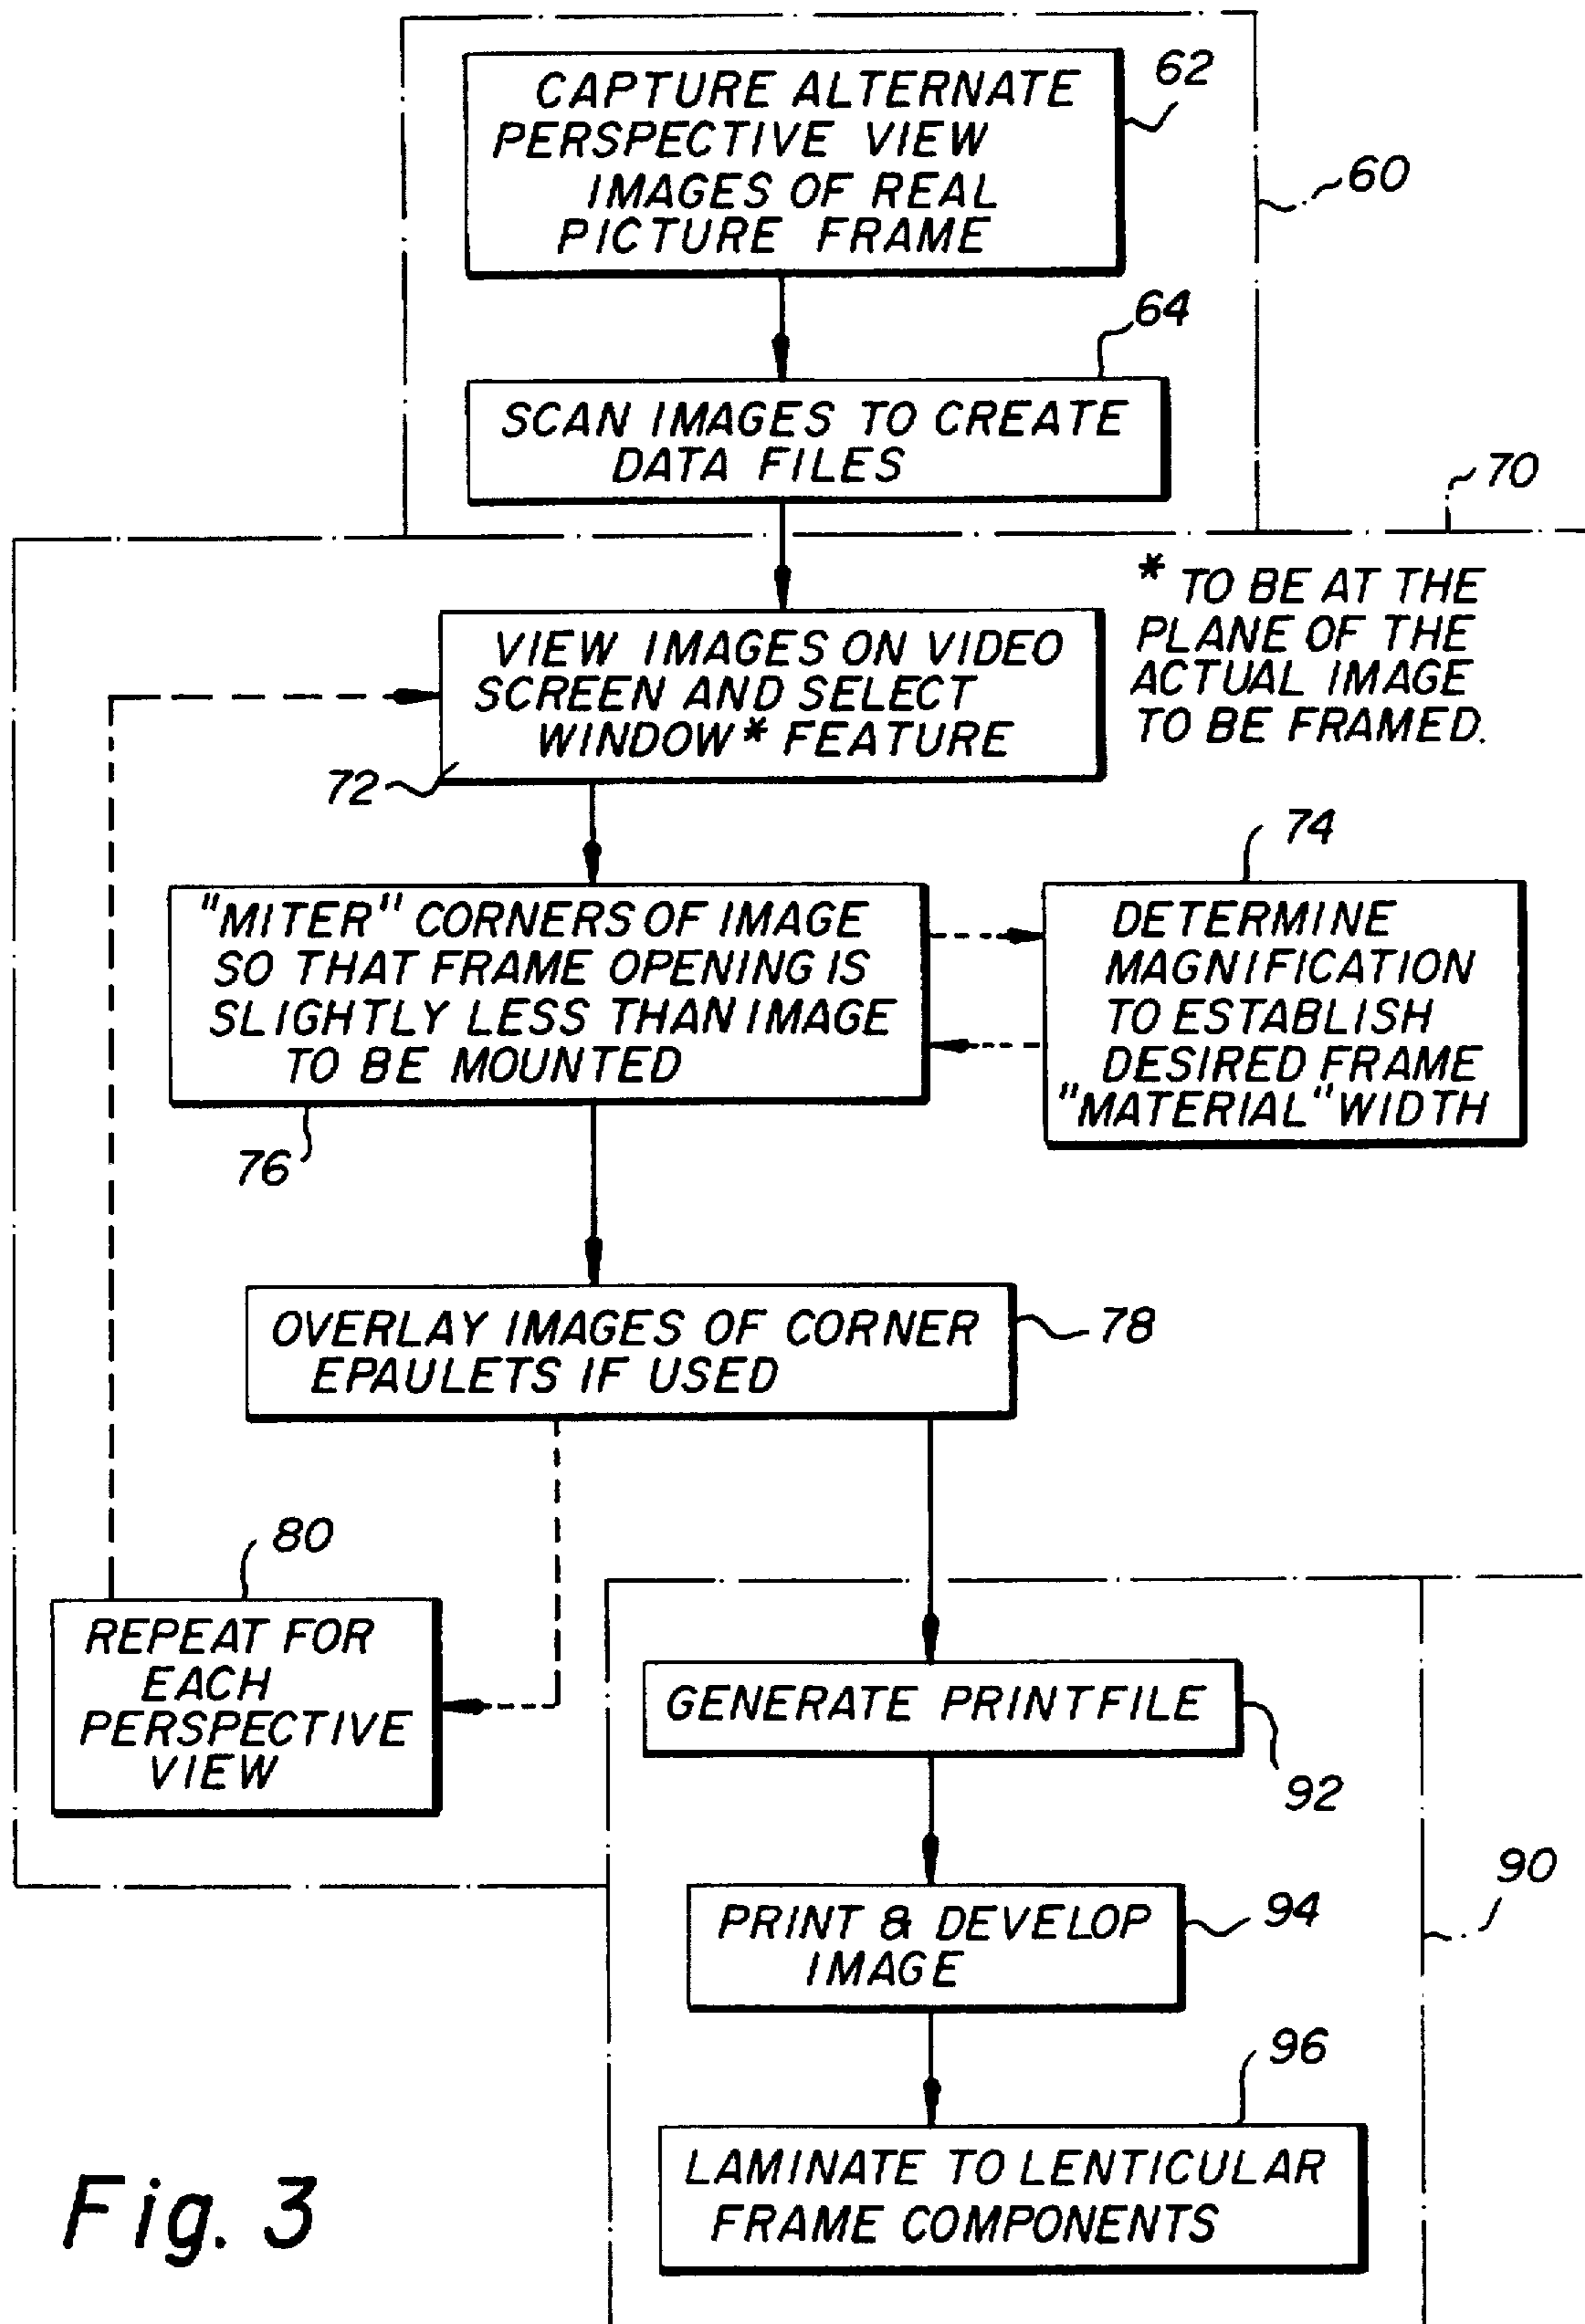 CAPTURE ALTERNATE
PERSPECTIVE VIEW
IMAGES OF REAL
PICTURE FRAME
62
60
64
SCAN IMAGES TO CREATE
DATA FILES
70
* TO BE AT THE
PLANE OF THE
ACTUAL IMAGE
TO BE FRAMED.
VIEW IMAGES ON VIDEO
SCREEN AND SELECT
WINDOW* FEATURE
72
74
"MITER" CORNERS OF IMAGE
SO THAT FRAME OPENING IS
SLIGHTLY LESS THAN IMAGE
TO BE MOUNTED
76
DETERMINE
MAGNIFICATION
TO ESTABLISH
DESIRED FRAME
"MATERIAL" WIDTH
OVERLAY IMAGES OF CORNER
EPAULETS IF USED
78
80
REPEAT FOR
EACH
PERSPECTIVE
VIEW
GENERATE PRINTFILE
92
90
PRINT & DEVELOP
IMAGE
94
96
LAMINATE TO LENTICULAR
FRAME COMPONENTS
Fig. 3